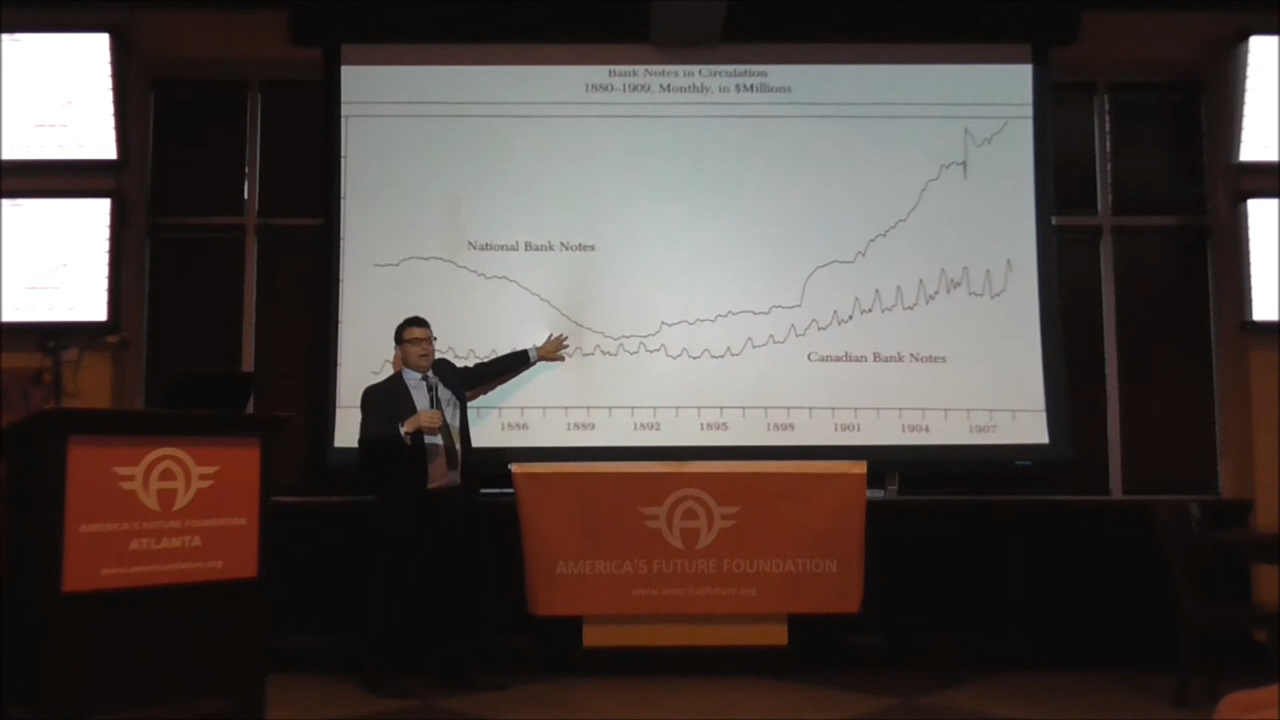 Bank Notes in Circulation
1880–1909, Monthly, in $Millions
National Bank Notes
Canadian Bank Notes
1886 1889 1892 1895 1898 1901 1904 1907
A
AMERICA'S FUTURE FOUNDATION
ATLANTA
www.americasfuture.org
A
AMERICA'S FUTURE FOUNDATION
www.americasfuture.org